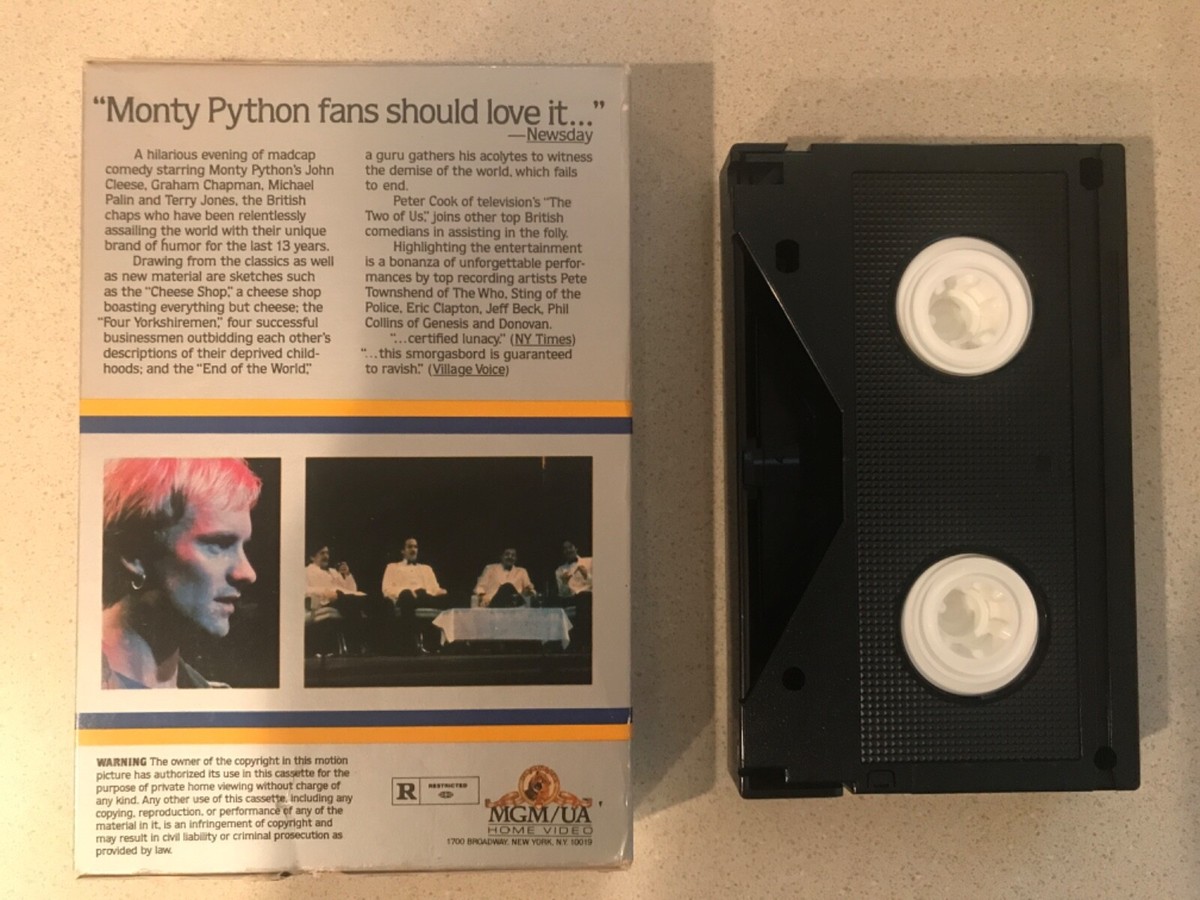 “Monty Python fans should love it...”
—Newsday
A hilarious evening of madcap
comedy starring Monty Python's John
Cleese, Graham Chapman, Michael
Palin and Terry Jones, the British
chaps who have been relentlessly
assailing the world with their unique
brand of humor for the last 13 years.
Drawing from the classics as well
as new material are sketches such
as the “Cheese Shop,” a cheese shop
boasting everything but cheese; the
“Four Yorkshiremen,” four successful
businessmen outbidding each other's
descriptions of their deprived child-
hoods; and the “End of the World,”
a guru gathers his acolytes to witness
the demise of the world, which fails
to end.
Peter Cook of television's “The
Two of Us,” joins other top British
comedians in assisting in the folly.
Highlighting the entertainment
is a bonanza of unforgettable perfor-
mances by top recording artists Pete
Townshend of The Who, Sting of the
Police, Eric Clapton, Jeff Beck, Phil
Collins of Genesis and Donovan.
“...certified lunacy.” (NY Times)
“...this smorgasbord is guaranteed
to ravish.” (Village Voice)
WARNING The owner of the copyright in this motion
picture has authorized its use in this cassette for the
purpose of private home viewing without charge of
any kind. Any other use of this cassette, including any
copying, reproduction, or performance of any of the
material in it, is an infringement of copyright and
may result in civil liability or criminal prosecution as
provided by law.
R RESTRICTED
MGM/UA
HOME VIDEO
1700 BROADWAY, NEW YORK, N.Y. 10019